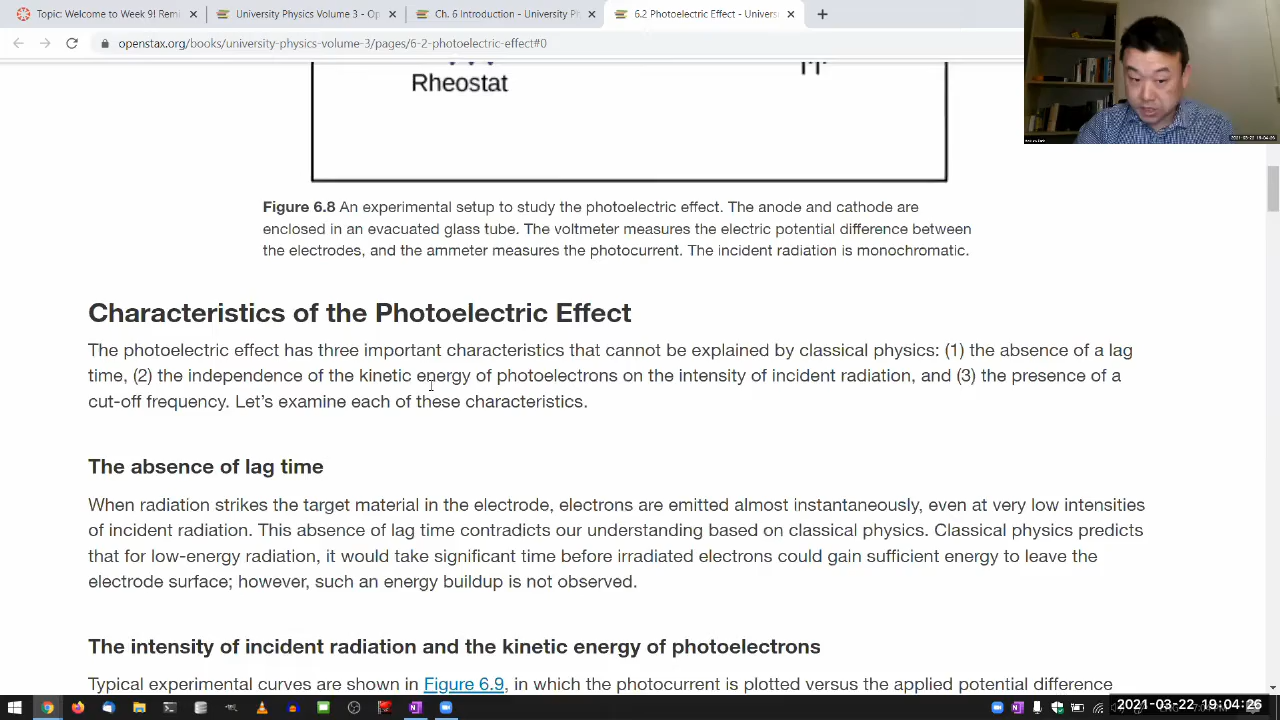 Topic: Welcome to Week 9! Remi
University Physics Volume 3 - O
Ch. 6 Introduction - University Ph
6.2 Photoelectric Effect - Univers
openstax.org/books/university-physics-volume-3/pages/6-2-photoelectric-effect#0
2021-03-22 19:04:26
Rheostat
Figure 6.8 An experimental setup to study the photoelectric effect. The anode and cathode are
enclosed in an evacuated glass tube. The voltmeter measures the electric potential difference between
the electrodes, and the ammeter measures the photocurrent. The incident radiation is monochromatic.
Characteristics of the Photoelectric Effect
The photoelectric effect has three important characteristics that cannot be explained by classical physics: (1) the absence of a lag
time, (2) the independence of the kinetic energy of photoelectrons on the intensity of incident radiation, and (3) the presence of a
cut-off frequency. Let's examine each of these characteristics.
The absence of lag time
When radiation strikes the target material in the electrode, electrons are emitted almost instantaneously, even at very low intensities
of incident radiation. This absence of lag time contradicts our understanding based on classical physics. Classical physics predicts
that for low-energy radiation, it would take significant time before irradiated electrons could gain sufficient energy to leave the
electrode surface; however, such an energy buildup is not observed.
The intensity of incident radiation and the kinetic energy of photoelectrons
Typical experimental curves are shown in Figure 6.9, in which the photocurrent is plotted versus the applied potential difference
2021-03-22 19:04:26